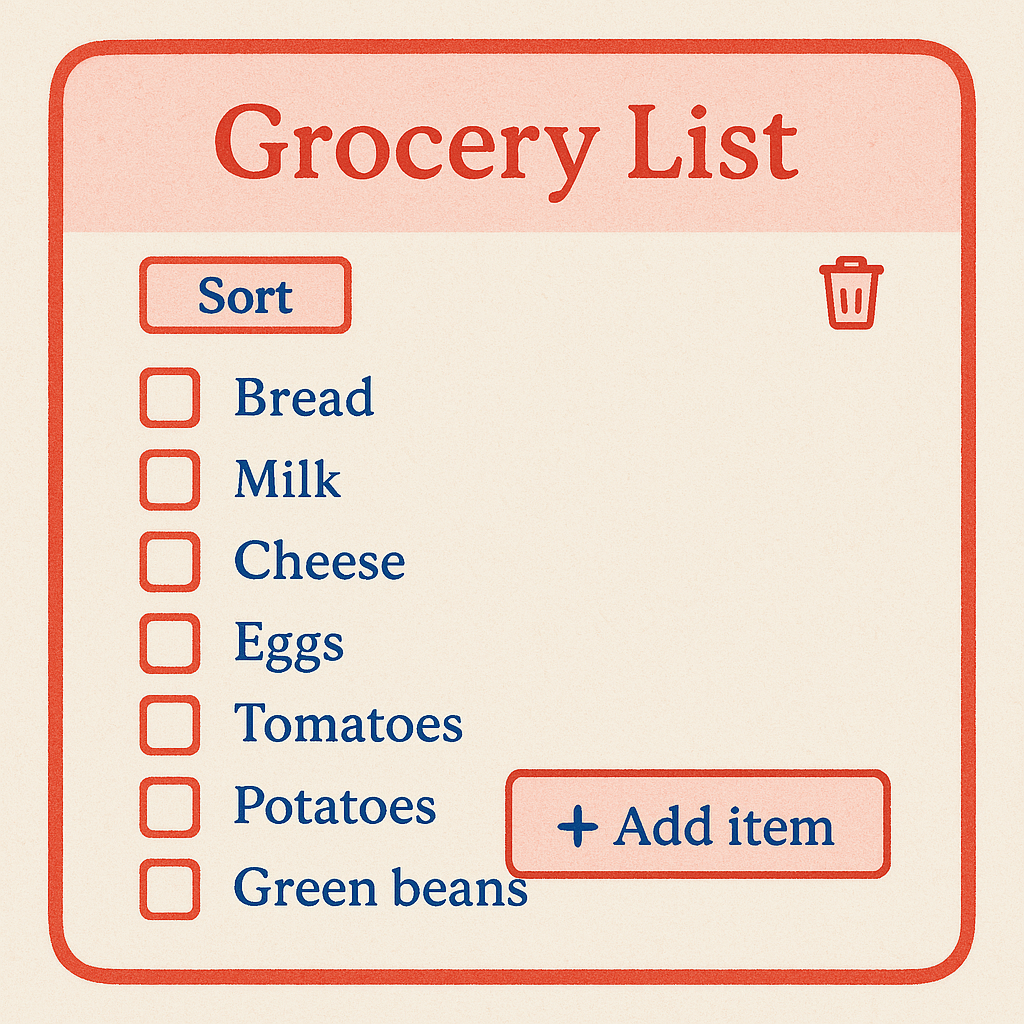 Grocery List
Sort
Bread
Milk
Cheese
Eggs
Tomatoes
Potatoes
+ Add item
Green beans